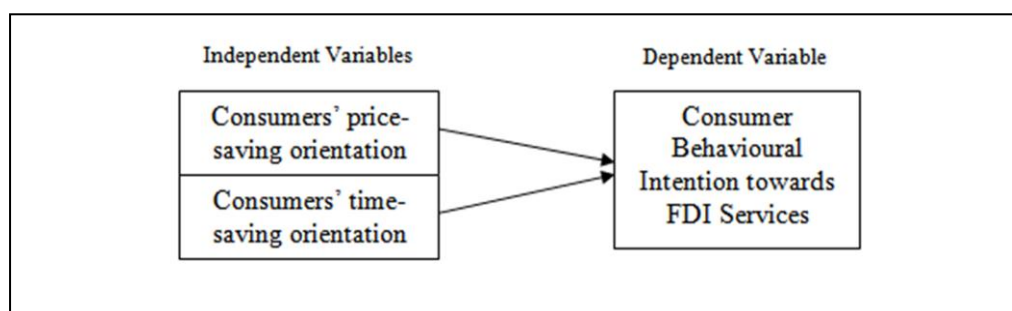 Independent Variables
Consumers' price-
saving orientation
Consumers' time-
saving orientation
Dependent Variable
Consumer
Behavioural
Intention towards
FDI Services